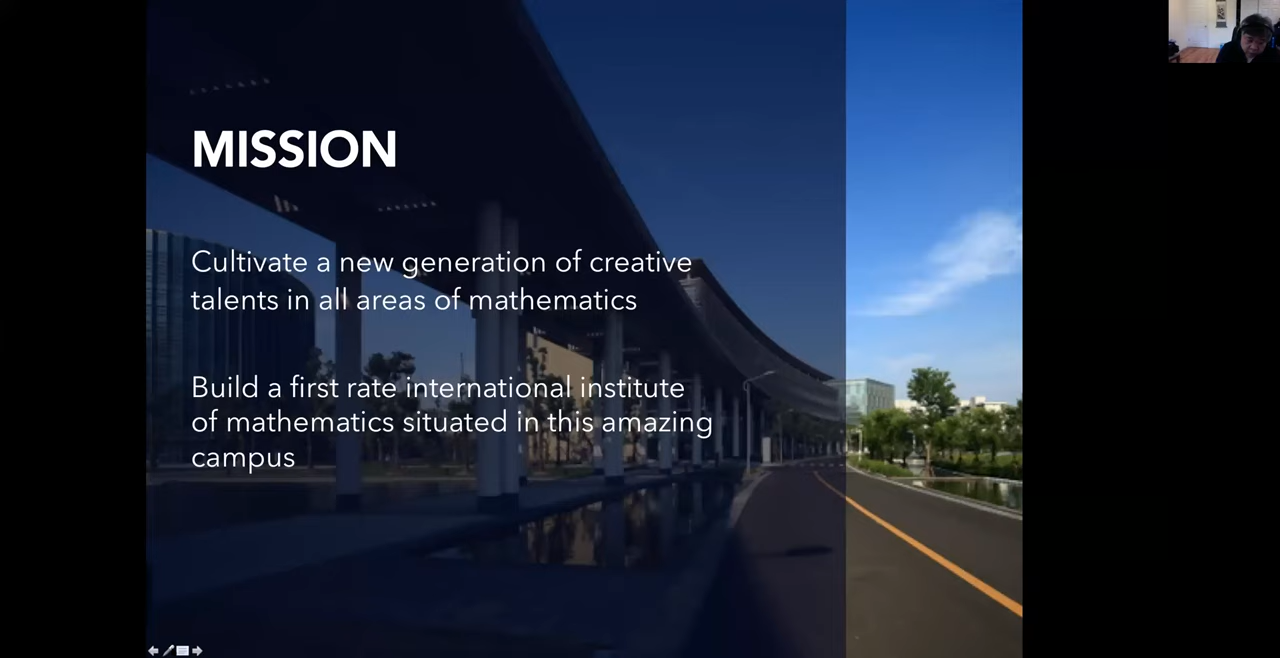 MISSION
Cultivate a new generation of creative
talents in all areas of mathematics
Build a first rate international institute
of mathematics situated in this amazing
campus